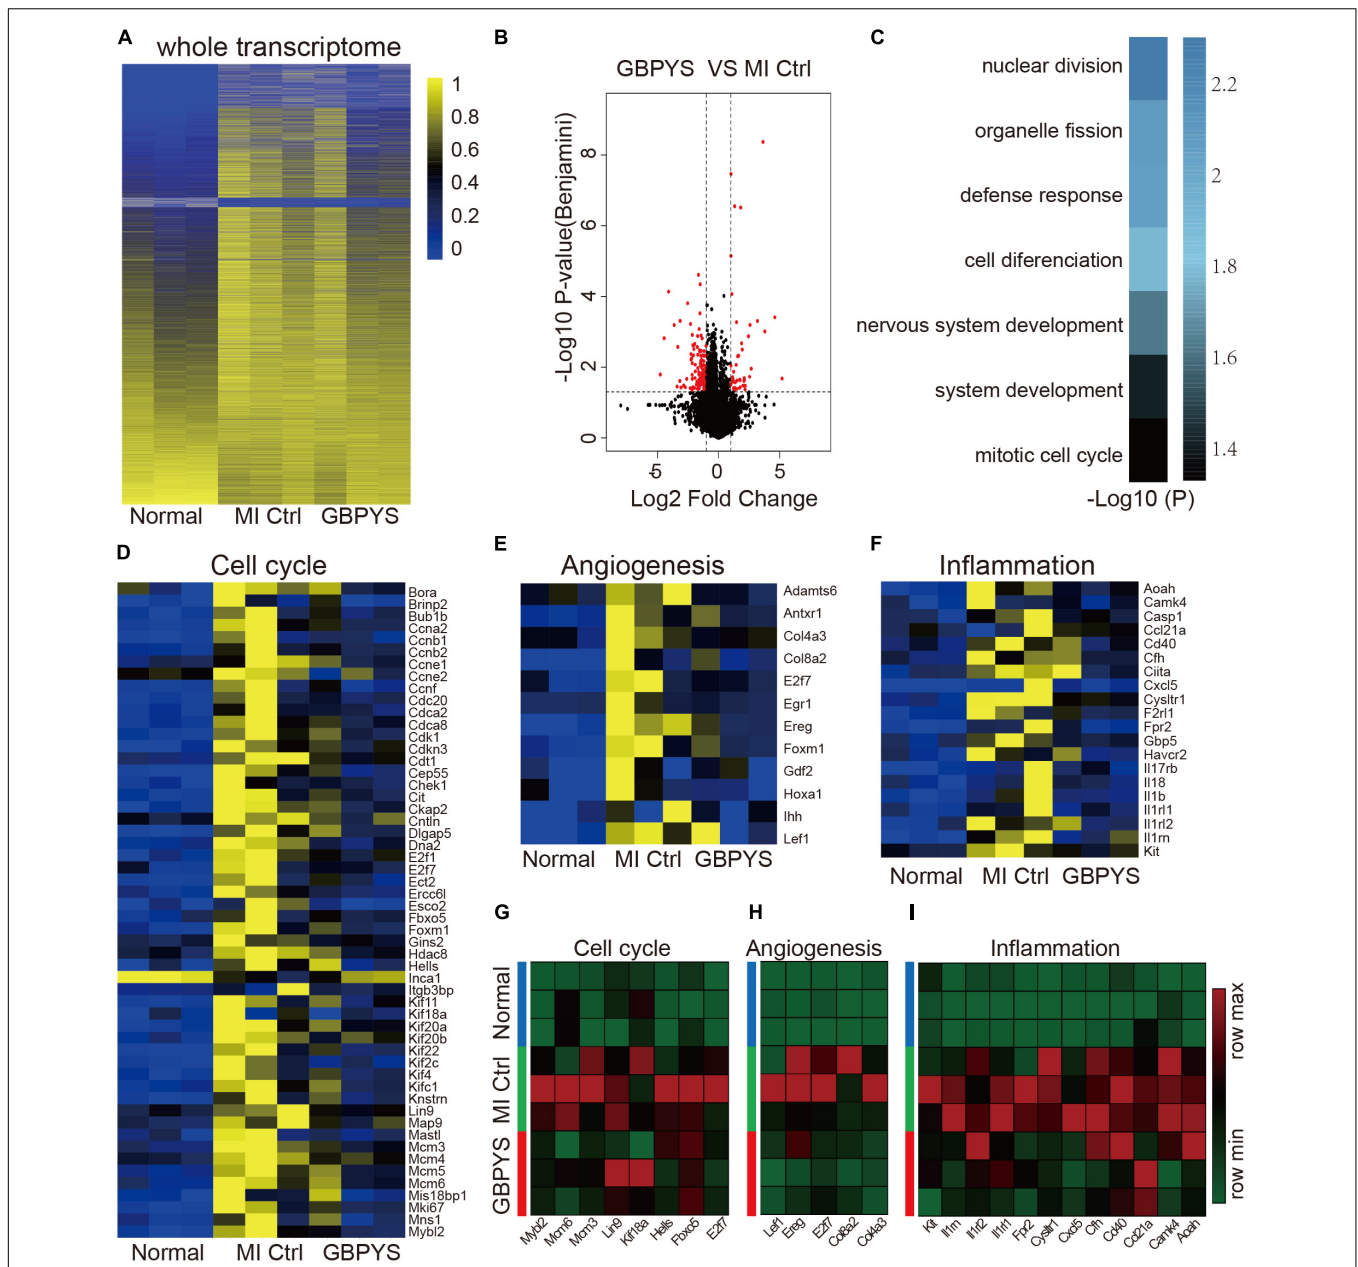 A
whole transcriptome
1
0.8
0.6
0.4
0.2
0
Normal MI Ctrl GBPYS
B
GBPYS VS MI Ctrl
-Log10 P-value(Benjamini)
8
6
4
2
0
-5 0 5
Log2 Fold Change
C
nuclear division
organelle fission
defense response
cell diferenciation
nervous system development
system development
mitotic cell cycle
2.2
2
1.8
1.6
1.4
-Log10 (P)
D
Cell cycle
Bora
Brinp2
Bub1b
Ccna2
Ccnb1
Ccnb2
Ccne1
Ccne2
Ccnf
Cdc20
Cdca2
Cdca8
Cdk1
Cdkn3
Cdt1
Cep55
Chek1
Cit
Ckap2
Cntln
Dlgap5
Dna2
E2f1
E2f7
Ect2
Ercc6l
Esco2
Fbxo5
Foxm1
Gins2
Hdac8
Hells
Inca1
Itgb3bp
Kif11
Kif18a
Kif20a
Kif20b
Kif22
Kif2c
Kif4
Kifc1
Knstrn
Lin9
Map9
Mastl
Mcm3
Mcm4
Mcm5
Mcm6
Mis18bp1
Mki67
Mns1
Mybl2
Normal MI Ctrl GBPYS
E
Angiogenesis
Adamts6
Antxr1
Col4a3
Col8a2
E2f7
Egr1
Ereg
Foxm1
Gdf2
Hoxa1
Ihh
Lef1
Normal MI Ctrl GBPYS
F
Inflammation
Aoah
Camk4
Casp1
Ccl21a
Cd40
Cfh
Ciita
Cxcl5
Cysltr1
F2rl1
Fpr2
Gbp5
Havcr2
Il17rb
Il18
Il1b
Il1rl1
Il1rl2
Il1rn
Kit
Normal MI Ctrl GBPYS
G
Cell cycle
Normal
MI Ctrl
GBPYS
Mybl2 Mcm6 Mcm3 Lin9 Kif18a Hells Fbxo5 E2f7
H
Angiogenesis
Lef1 Ereg E2f7 Col8a2 Col4a3
I
Inflammation
Kit Il1rn Il1rl2 Il1rl1 Fpr2 Cysltr1 Cxcl5 Cfh Cd40 Ccl21a Camk4 Aoah
row max
row min